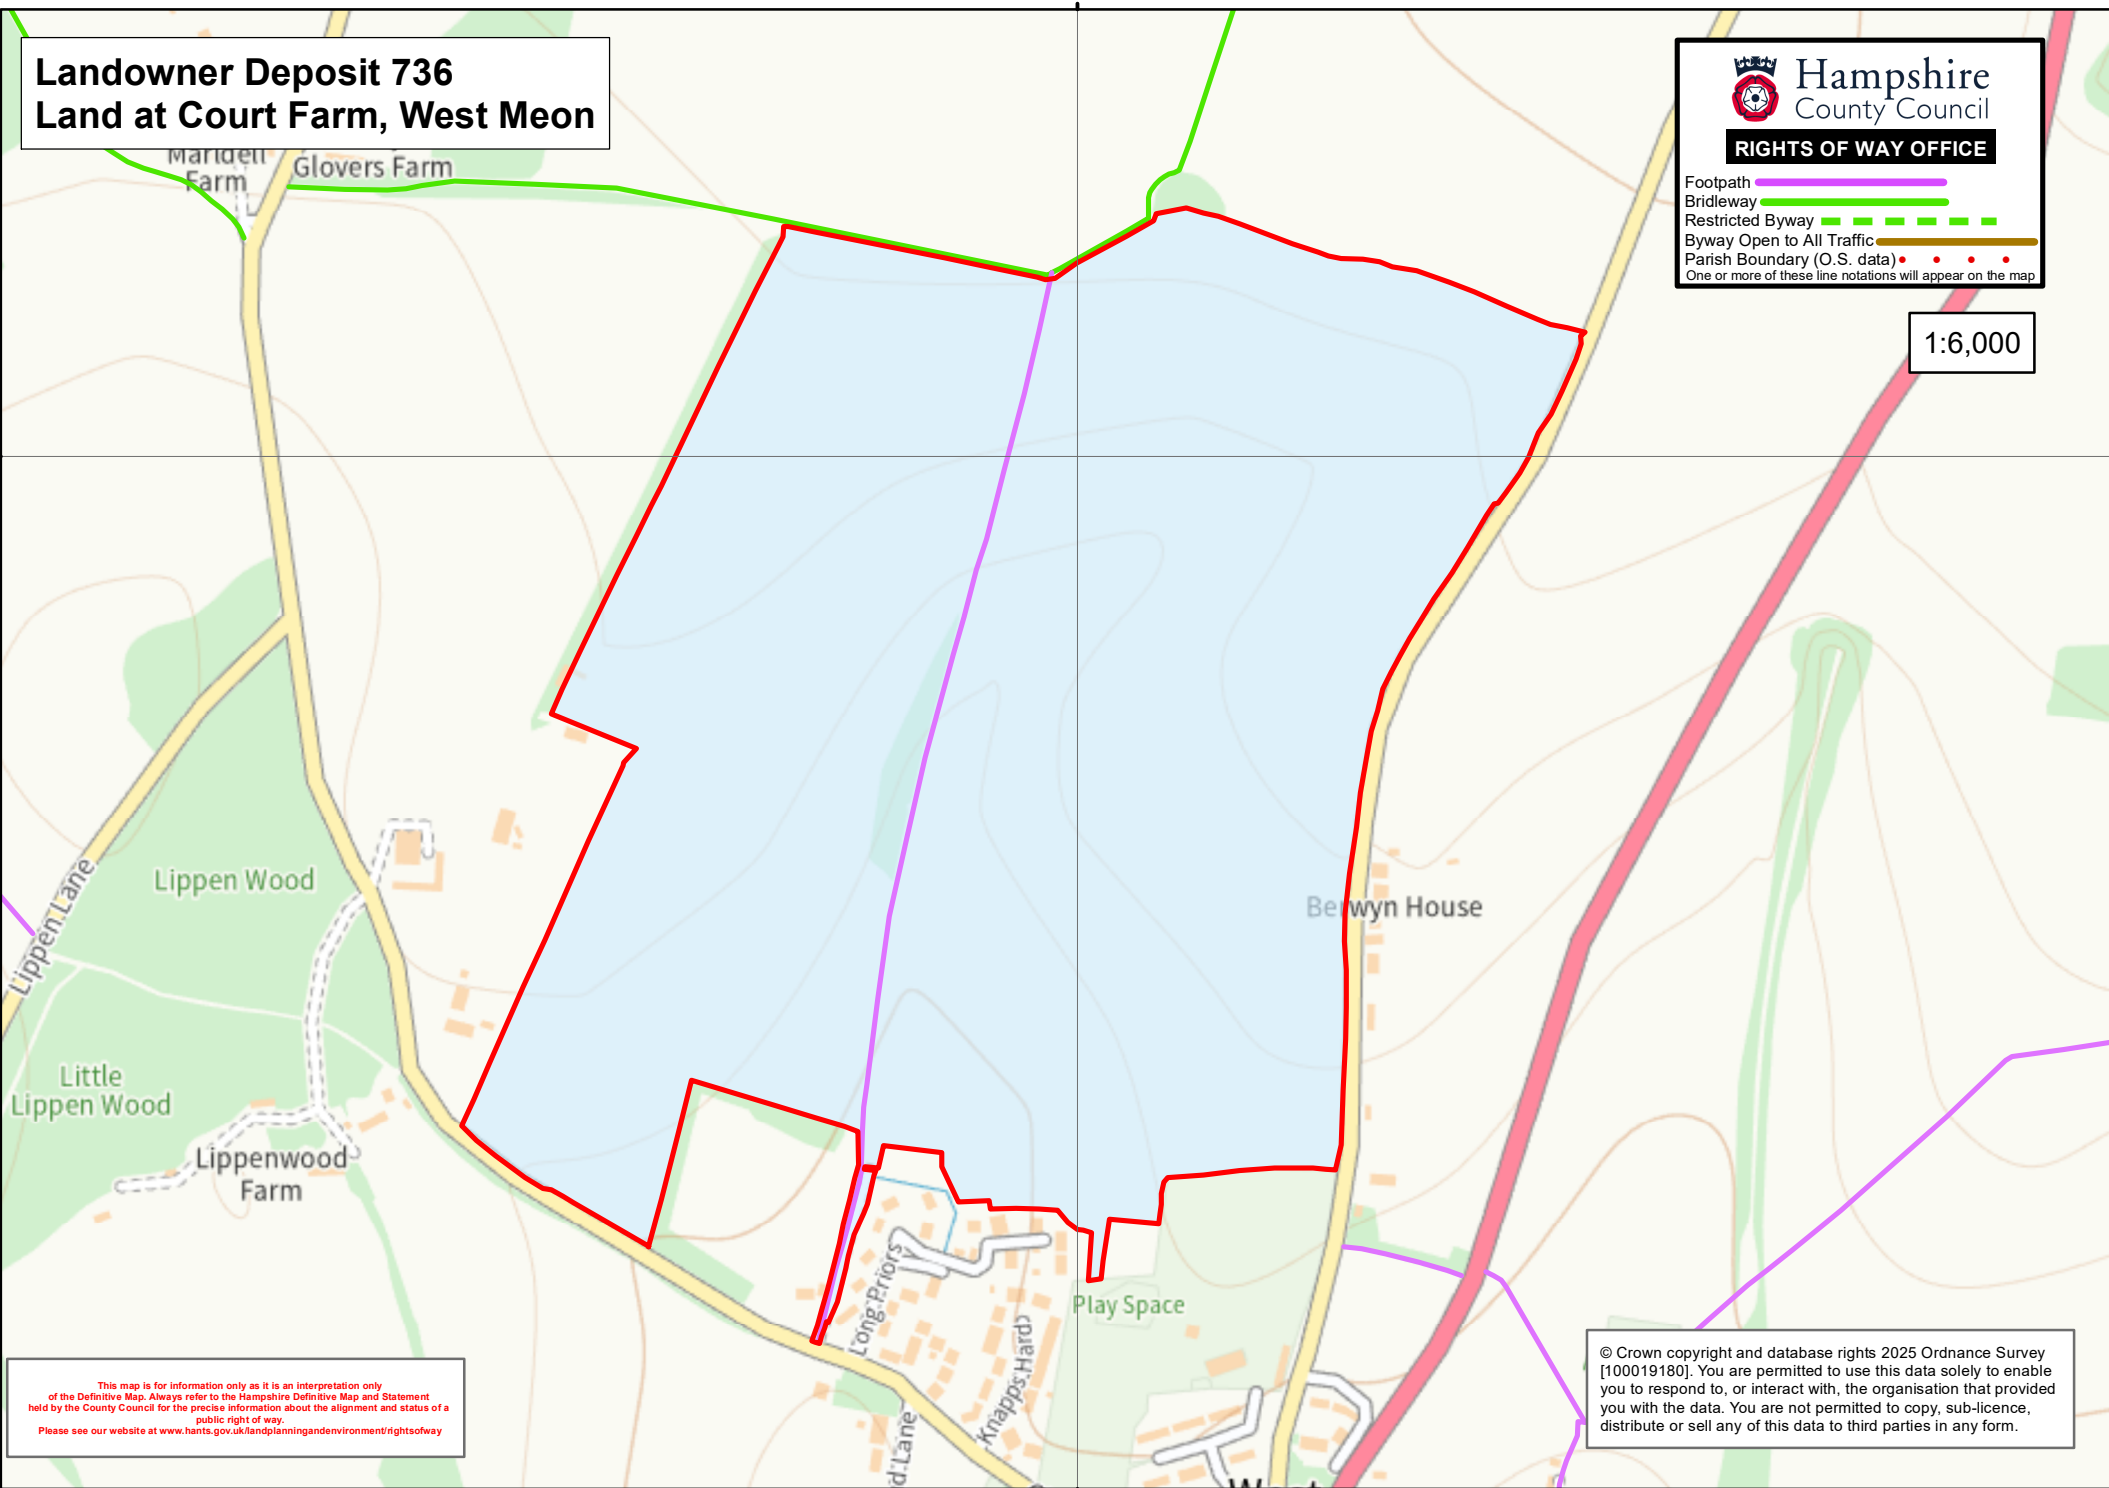 Landowner Deposit 736
Land at Court Farm, West Meon
Hampshire
County Council
RIGHTS OF WAY OFFICE
Footpath
Bridleway
Restricted Byway
Byway Open to All Traffic
Parish Boundary (O.S. data)
One or more of these line notations will appear on the map
1:6,000
Farm
Glovers Farm
Lippen Wood
Lippen Lane
Little
Lippen Wood
Lippenwood
Farm
Berwyn House
Long Priors
Knapps Hard
Play Space
d Lane
This map is for information only as it is an interpretation only
of the Definitive Map. Always refer to the Hampshire Definitive Map and Statement
held by the County Council for the precise information about the alignment and status of a
public right of way.
Please see our website at www.hants.gov.uk/landplanningandenvironment/rightsofway
© Crown copyright and database rights 2025 Ordnance Survey
[100019180]. You are permitted to use this data solely to enable
you to respond to, or interact with, the organisation that provided
you with the data. You are not permitted to copy, sub-licence,
distribute or sell any of this data to third parties in any form.